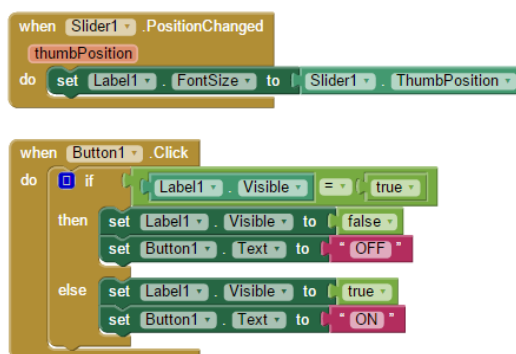 when Slider1 .PositionChanged
thumbPosition
do set Label1 . FontSize to Slider1 . ThumbPosition
when Button1 .Click
do if Label1 . Visible = true
then set Label1 . Visible to false
set Button1 . Text to " OFF "
else set Label1 . Visible to true
set Button1 . Text to " ON "